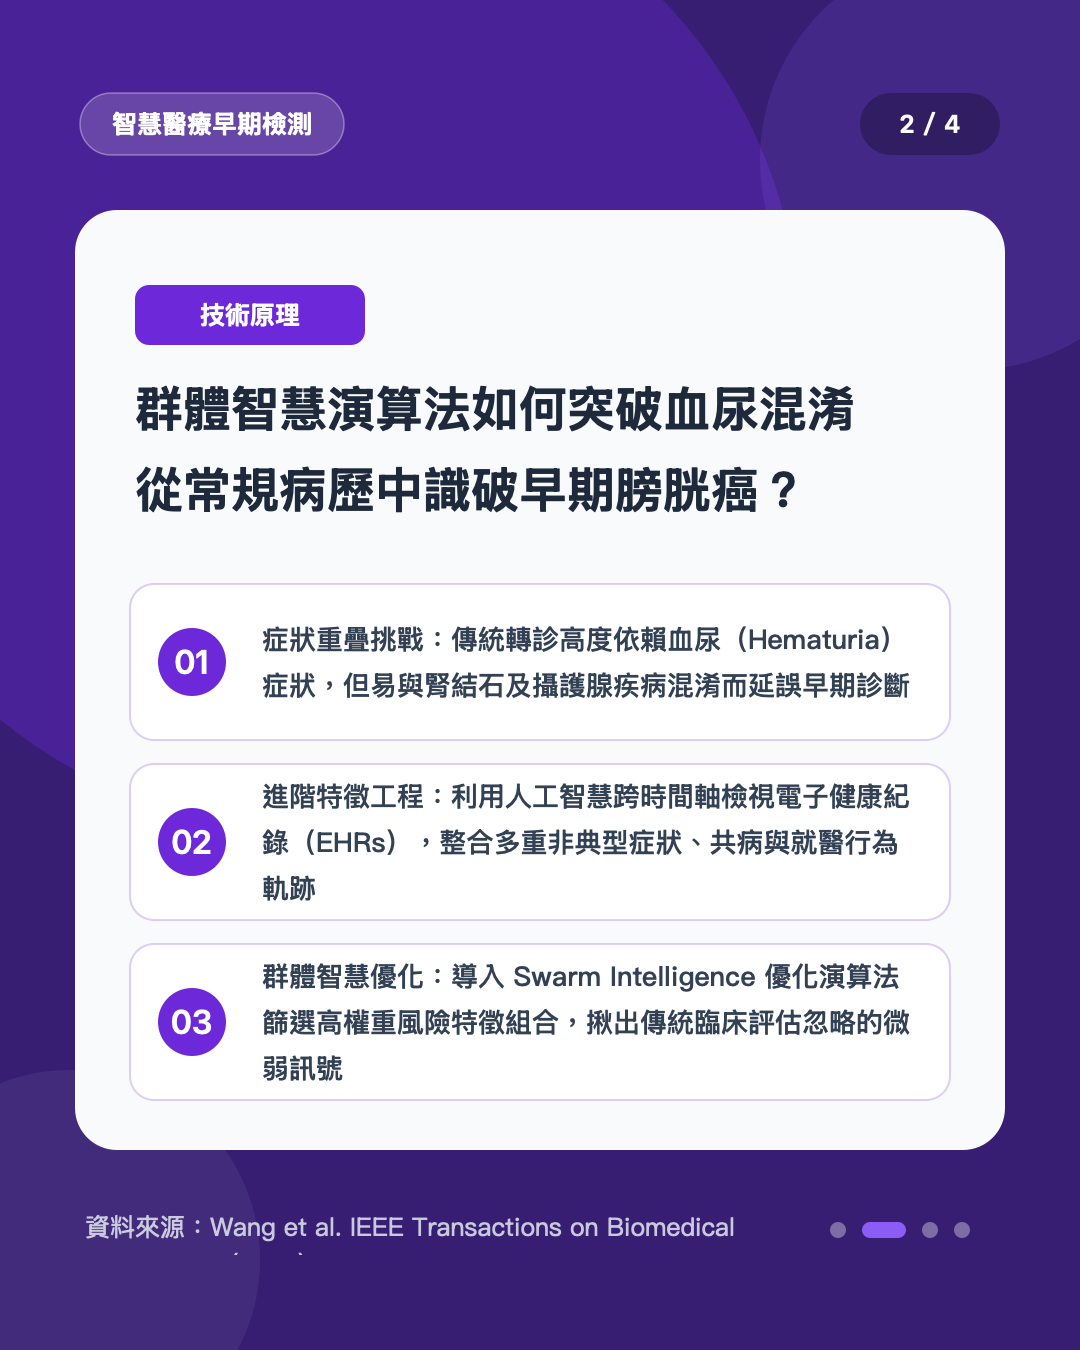 智慧醫療早期檢測
2 / 4
技術原理
群體智慧演算法如何突破血尿混淆
從常規病歷中識破早期膀胱癌？
01
症狀重疊挑戰：傳統轉診高度依賴血尿（Hematuria）
症狀，但易與腎結石及攝護腺疾病混淆而延誤早期診斷
02
進階特徵工程：利用人工智慧跨時間軸檢視電子健康紀
錄（EHRs），整合多重非典型症狀、共病與就醫行為
軌跡
03
群體智慧優化：導入 Swarm Intelligence 優化演算法
篩選高權重風險特徵組合，揪出傳統臨床評估忽略的微
弱訊號
資料來源：Wang et al. IEEE Transactions on Biomedical